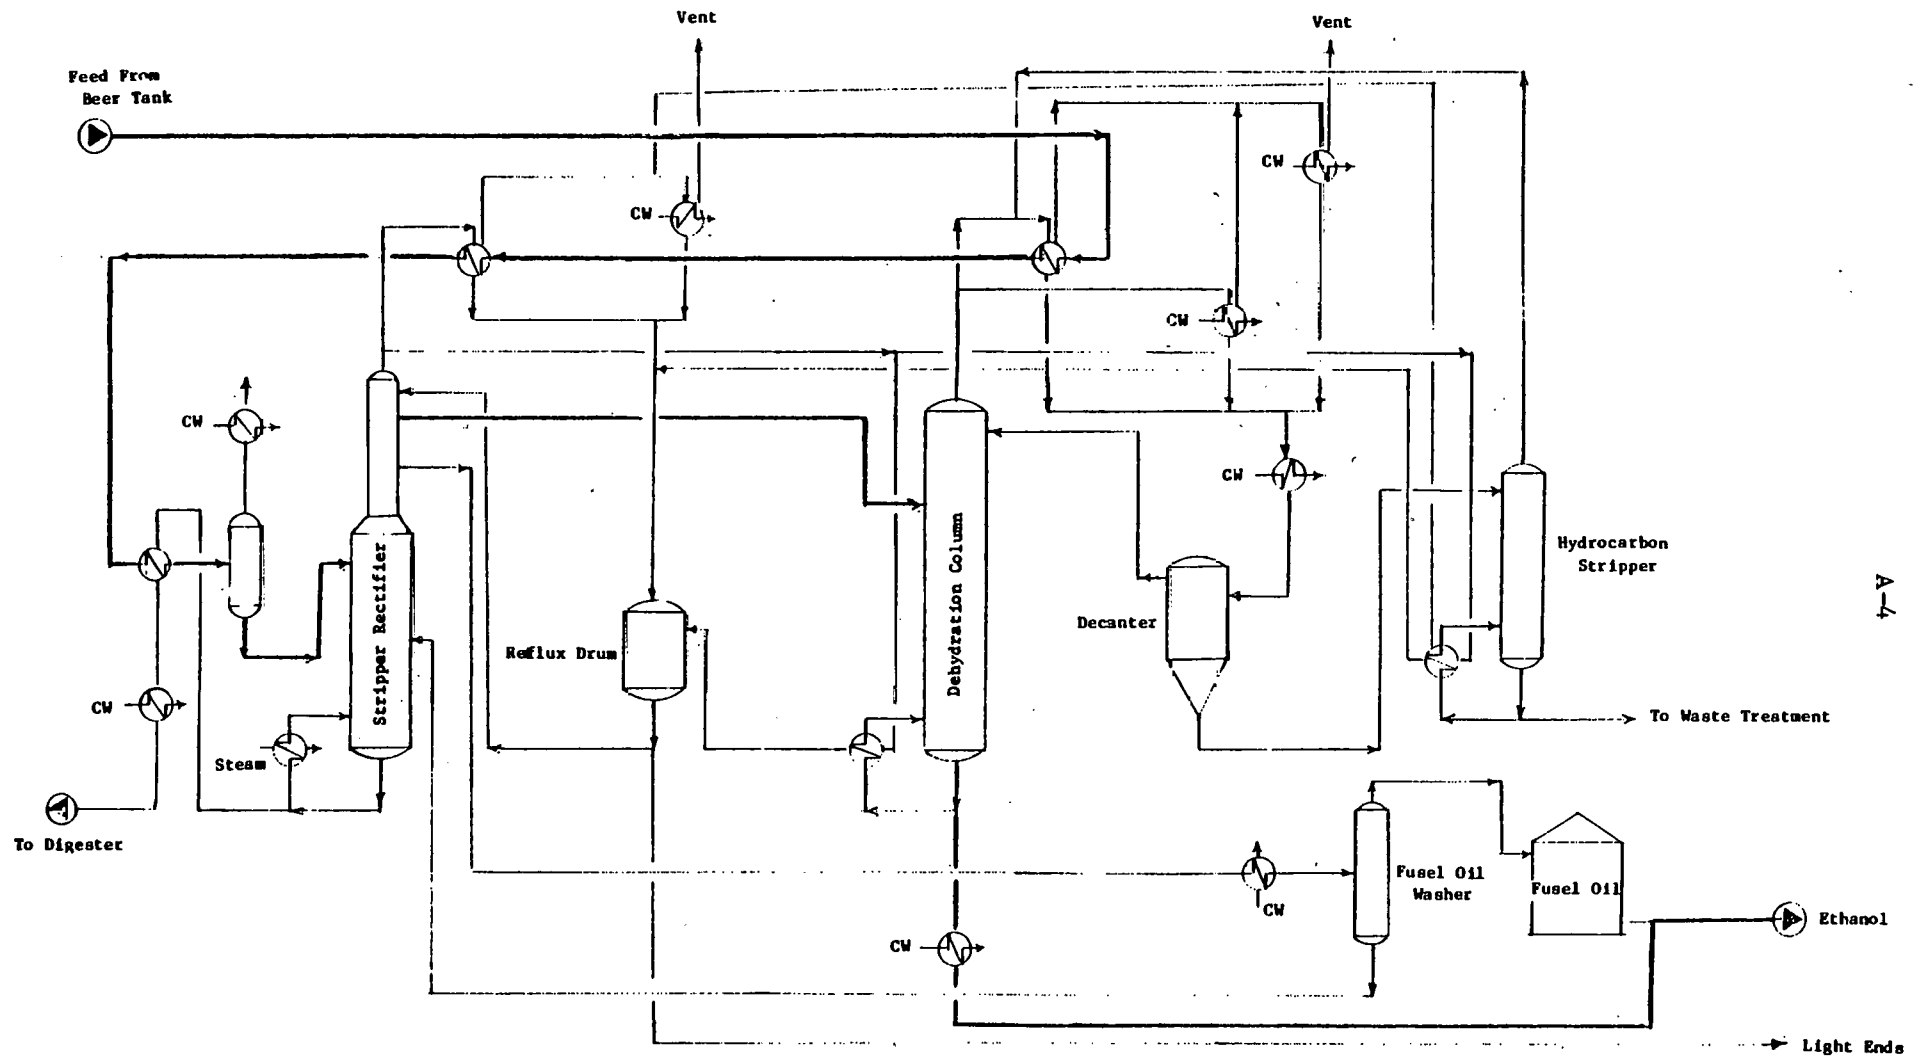 Vent
Vent
Feed From
Beer Tank
CW
CW
CW
CW
CW
Stripper Rectifier
Dehydration Column
Hydrocarbon
Stripper
A-4
Decanter
Reflux Drum
CW
To Waste Treatment
Steam
To Digester
Fusel Oil
Washer
Fusel Oil
CW
Ethanol
CW
Light Ends